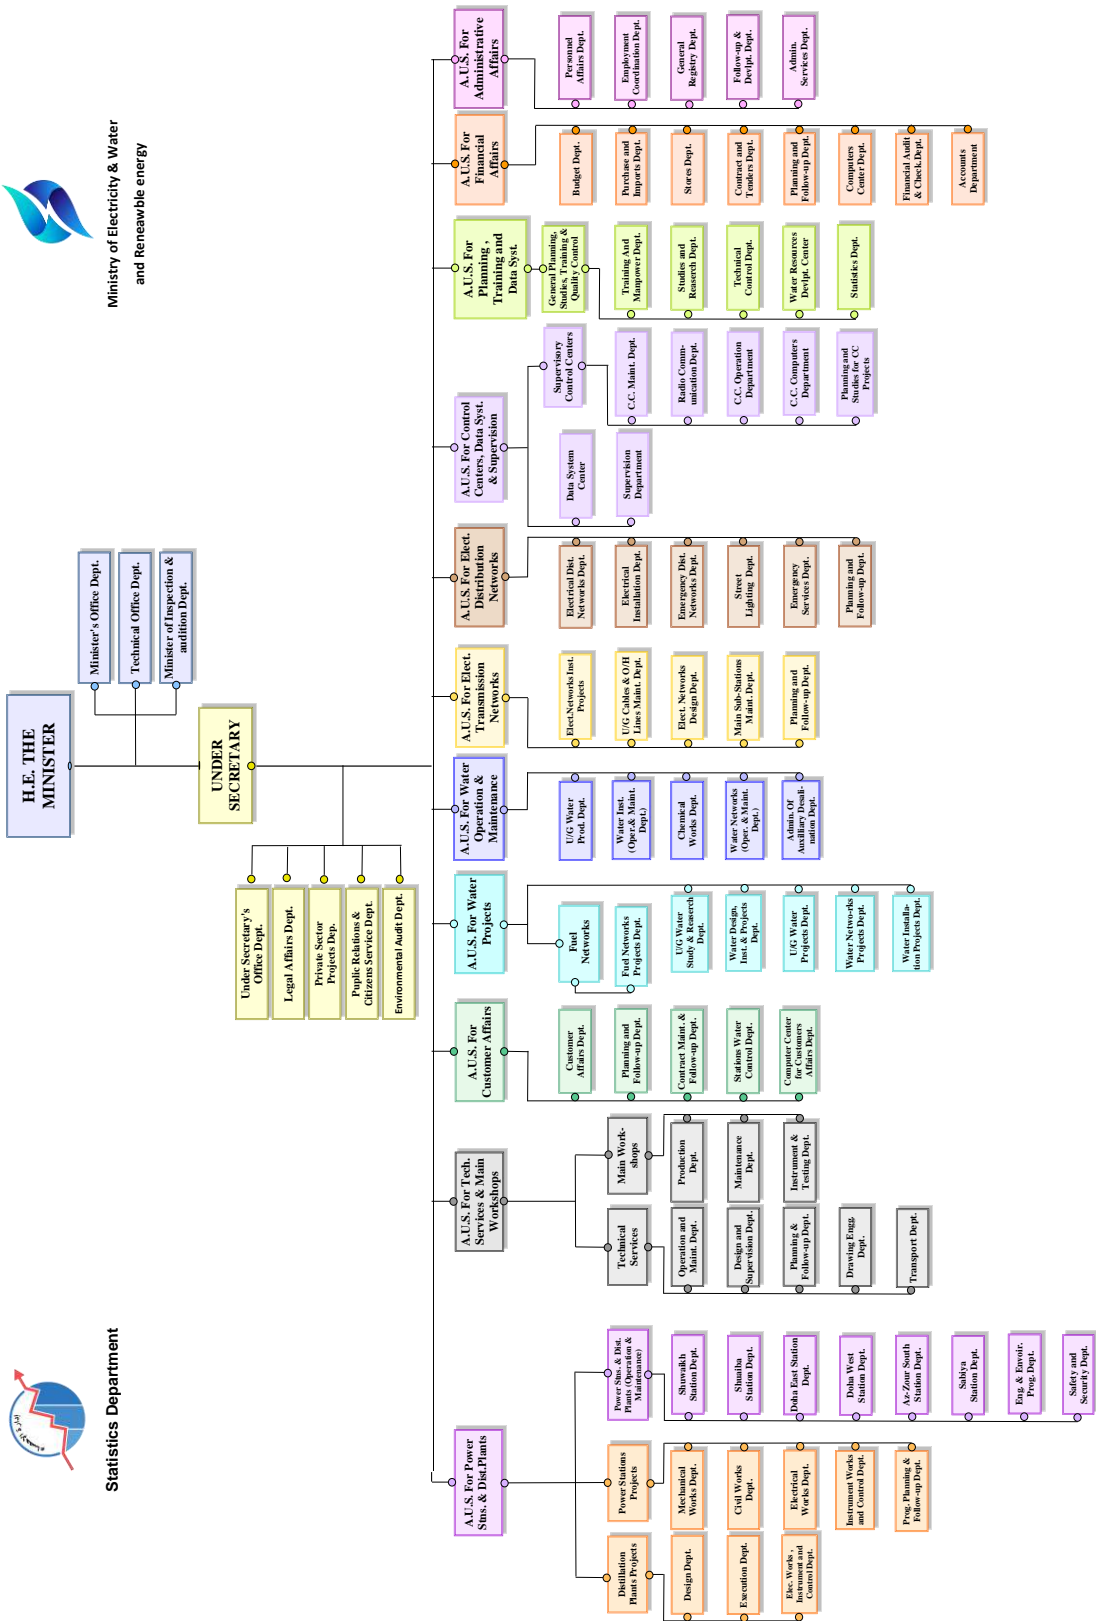 Statistics Department
Ministry of Electricity & Water
and Reneawble energy
H.E. THE
MINISTER
Minister's Office Dept.
Technical Office Dept.
Minister of Inspection &
audition Dept.
UNDER
SECRETARY
Under Secretary's
Office Dept.
Legal Affairs Dept.
Private Sector
Projects Dep.
Puplic Relations &
Citizens Service Dept.
Environmental Audit Dept.
A.U.S. For Power
Stns. & Dist.Plants
Distillation
Plants Projects
Design Dept.
Execution Dept.
Elec. Works ,
Instrument and
Control Dept.
Power Stations
Projects
Mechanical
Works Dept.
Civil Works
Dept.
Electrical
Works Dept.
Instrument Works
and Control Dept.
Prog. Planning &
Follow-up Dept.
Power Stns. & Dist.
Plants (Operation &
Maintenance)
Shuwaikh
Station Dept.
Shuaiba
Station Dept.
Doha East Station
Dept.
Doha West
Station Dept.
Az-Zour South
Station Dept.
Sabiya
Station Dept.
Eng. & Envoir.
Prog. Dept.
Safety and
Security Dept.
A.U.S. For Tech.
Services & Main
Workshops
Technical
Services
Operation and
Maint. Dept.
Design and
Supervision Dept.
Planning &
Follow-up Dept.
Drawing Engg.
Dept.
Transport Dept.
Main Work-
shops
Production
Dept.
Maintenance
Dept.
Instrument &
Testing Dept.
A.U.S. For
Customer Affairs
Customer
Affairs Dept.
Planning and
Follow-up Dept.
Contract Maint. &
Follow-up Dept.
Stations Water
Control Dept.
Computer Center
for Customers
Affairs Dept.
A.U.S. For Water
Projects
Fuel
Networks
Fuel Networks
Projects Dept.
U/G Water
Study & Reaserch
Dept.
Water Design,
Inst. & Projects
Dept.
U/G Water
Projects Dept.
Water Netwo-rks
Projects Dept.
Water Installa-
tion Projects Dept.
A.U.S. For Water
Operation &
Maintenance
U/G Water
Prod. Dept.
Water Inst.
(Oper.& Maint.
Dept.)
Chemical
Works Dept.
Water Networks
(Oper. & Maint.
Dept.)
Admin. Of
Auxilliary Desali-
nation Dept.
A.U.S. For Elect.
Transmission
Networks
Elect.Networks Inst.
Projects
U/G Cables & O/H
Lines Maint. Dept.
Elect. Networks
Design Dept.
Main Sub-Stations
Maint. Dept.
Planning and
Follow-up Dept.
A.U.S. For Elect.
Distribution
Networks
Electrical Dist.
Networks Dept.
Electrical
Installation Dept.
Emergency Dist.
Networks Dept.
Street
Lighting Dept.
Emergency
Services Dept.
Planning and
Follow-up Dept.
A.U.S. For Control
Centers, Data Syst.
& Supervision
Data System
Center
Supervision
Department
Supervisory
Control Centers
C.C. Maint. Dept.
Radio Comm-
unication Dept.
C.C. Operation
Department
C.C. Computers
Department
Planning and
Studies for CC
Projects
A.U.S. For
Planning ,
Training and
Data Syst.
General Planning,
Studies, Training &
Quality Control
Training And
Manpower Dept.
Studies and
Reaserch Dept.
Technical
Control Dept.
Water Resources
Devlpt. Center
Statistics Dept.
A.U.S. For
Financial
Affairs
Budget Dept.
Purchase and
Imports Dept.
Stores Dept.
Contract and
Tenders Dept.
Planning and
Follow-up Dept.
Computers
Center Dept.
Financial Audit
& Check.Dept.
Accounts
Department
A.U.S. For
Administrative
Affairs
Personnel
Affairs Dept.
Employment
Coordination Dept.
General
Registry Dept.
Follow-up &
Devlpt. Dept.
Admin.
Services Dept.